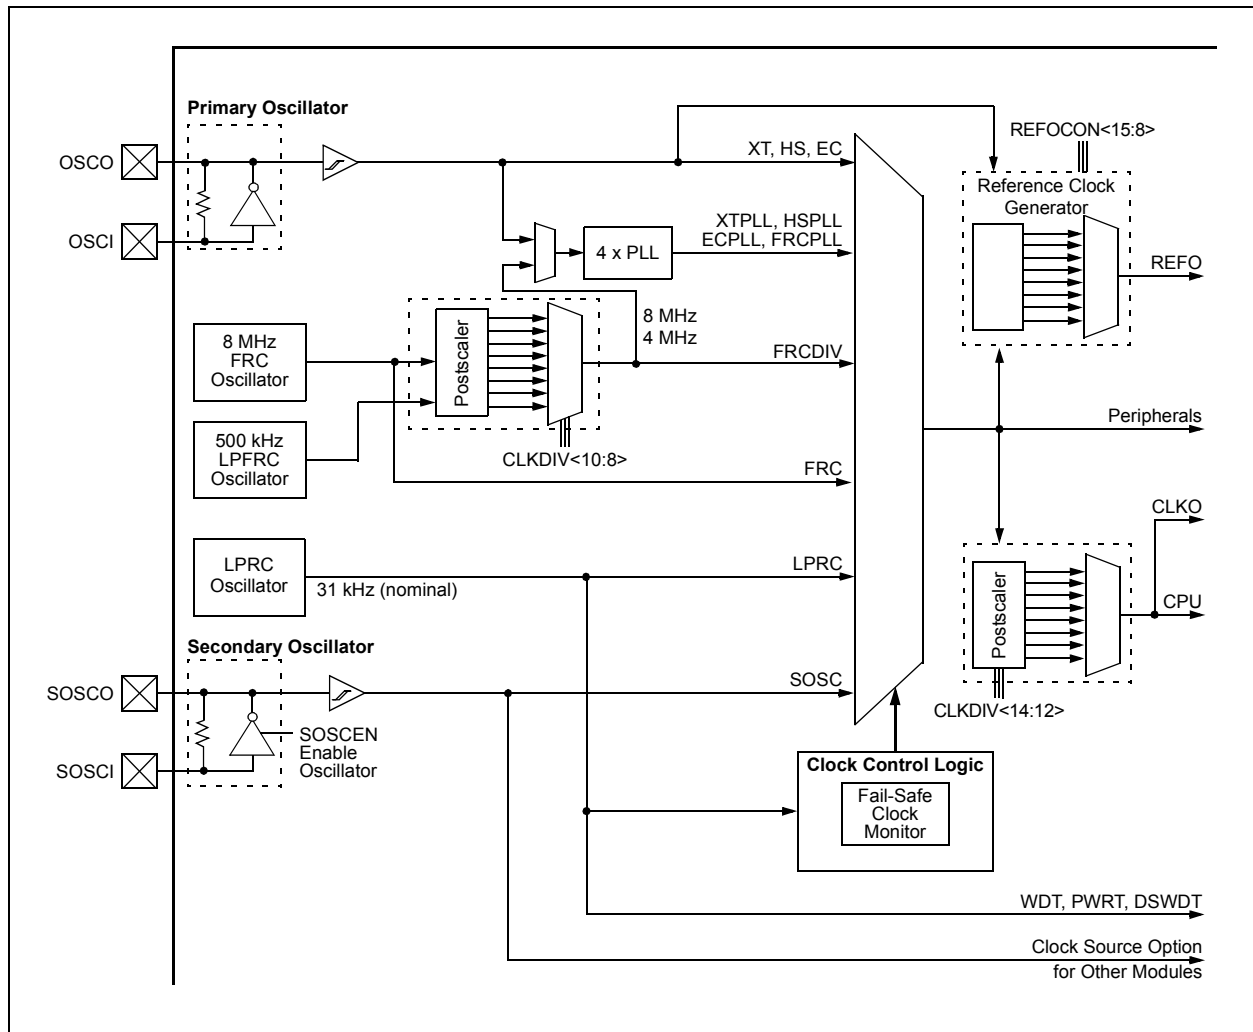 Primary Oscillator
REFOCON<15:8>
OSCO
XT, HS, EC
Reference Clock
Generator
OSCI
XTPLL, HSPLL
ECPLL, FRCPLL
4 x PLL
REFO
8 MHz
4 MHz
8 MHz
FRC
Oscillator
Postscaler
FRCDIV
Peripherals
500 kHz
LPFRC
Oscillator
CLKDIV<10:8>
FRC
CLKO
LPRC
Oscillator
31 kHz (nominal)
LPRC
Postscaler
CPU
Secondary Oscillator
SOSCO
SOSC
CLKDIV<14:12>
SOSCEN
Enable
Oscillator
SOSCI
Clock Control Logic
Fail-Safe
Clock
Monitor
WDT, PWRT, DSWDT
Clock Source Option
for Other Modules